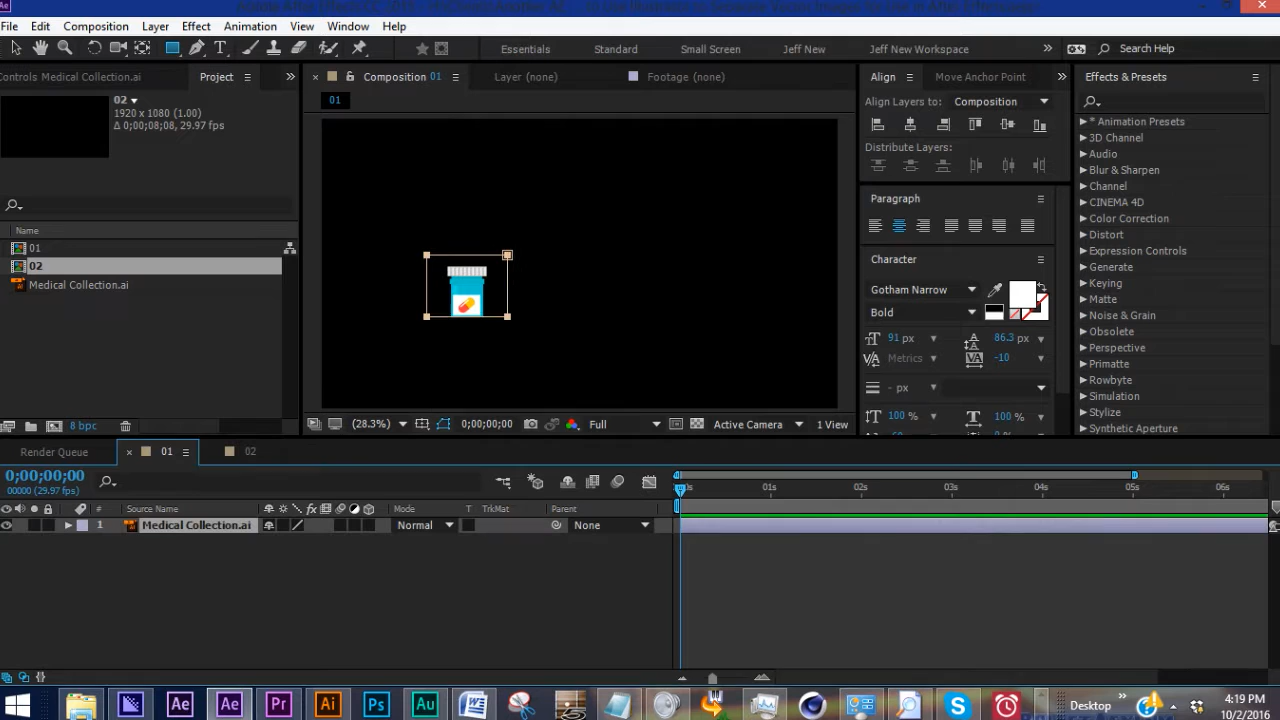 File Edit Composition Layer Effect Animation View Window Help
Essentials Standard Small Screen Jeff New Jeff New Workspace Search Help
Controls Medical Collection.ai Project
02
1920 x 1080 (1.00)
Δ 0;00;08;08, 29.97 fps
Name
01
02
Medical Collection.ai
8 bpc
Composition 01 Layer (none) Footage (none)
01
(28.3%) 0;00;00;00 Full Active Camera 1 View
Align Move Anchor Point
Align Layers to: Composition
Distribute Layers:
Paragraph
Character
Gotham Narrow
Bold
91 px 86.3 px
Metrics -10
- px
100 % 100 %
Effects & Presets
* Animation Presets
3D Channel
Audio
Blur & Sharpen
Channel
CINEMA 4D
Color Correction
Distort
Expression Controls
Generate
Keying
Matte
Noise & Grain
Obsolete
Perspective
Primatte
Rowbyte
Simulation
Stylize
Synthetic Aperture
Render Queue 01 02
0;00;00;00
00000 (29.97 fps)
01s 02s 03s 04s 05s 06s
# Source Name Mode T TrkMat Parent
1 Medical Collection.ai Normal None
Desktop
4:19 PM
10/2/2016